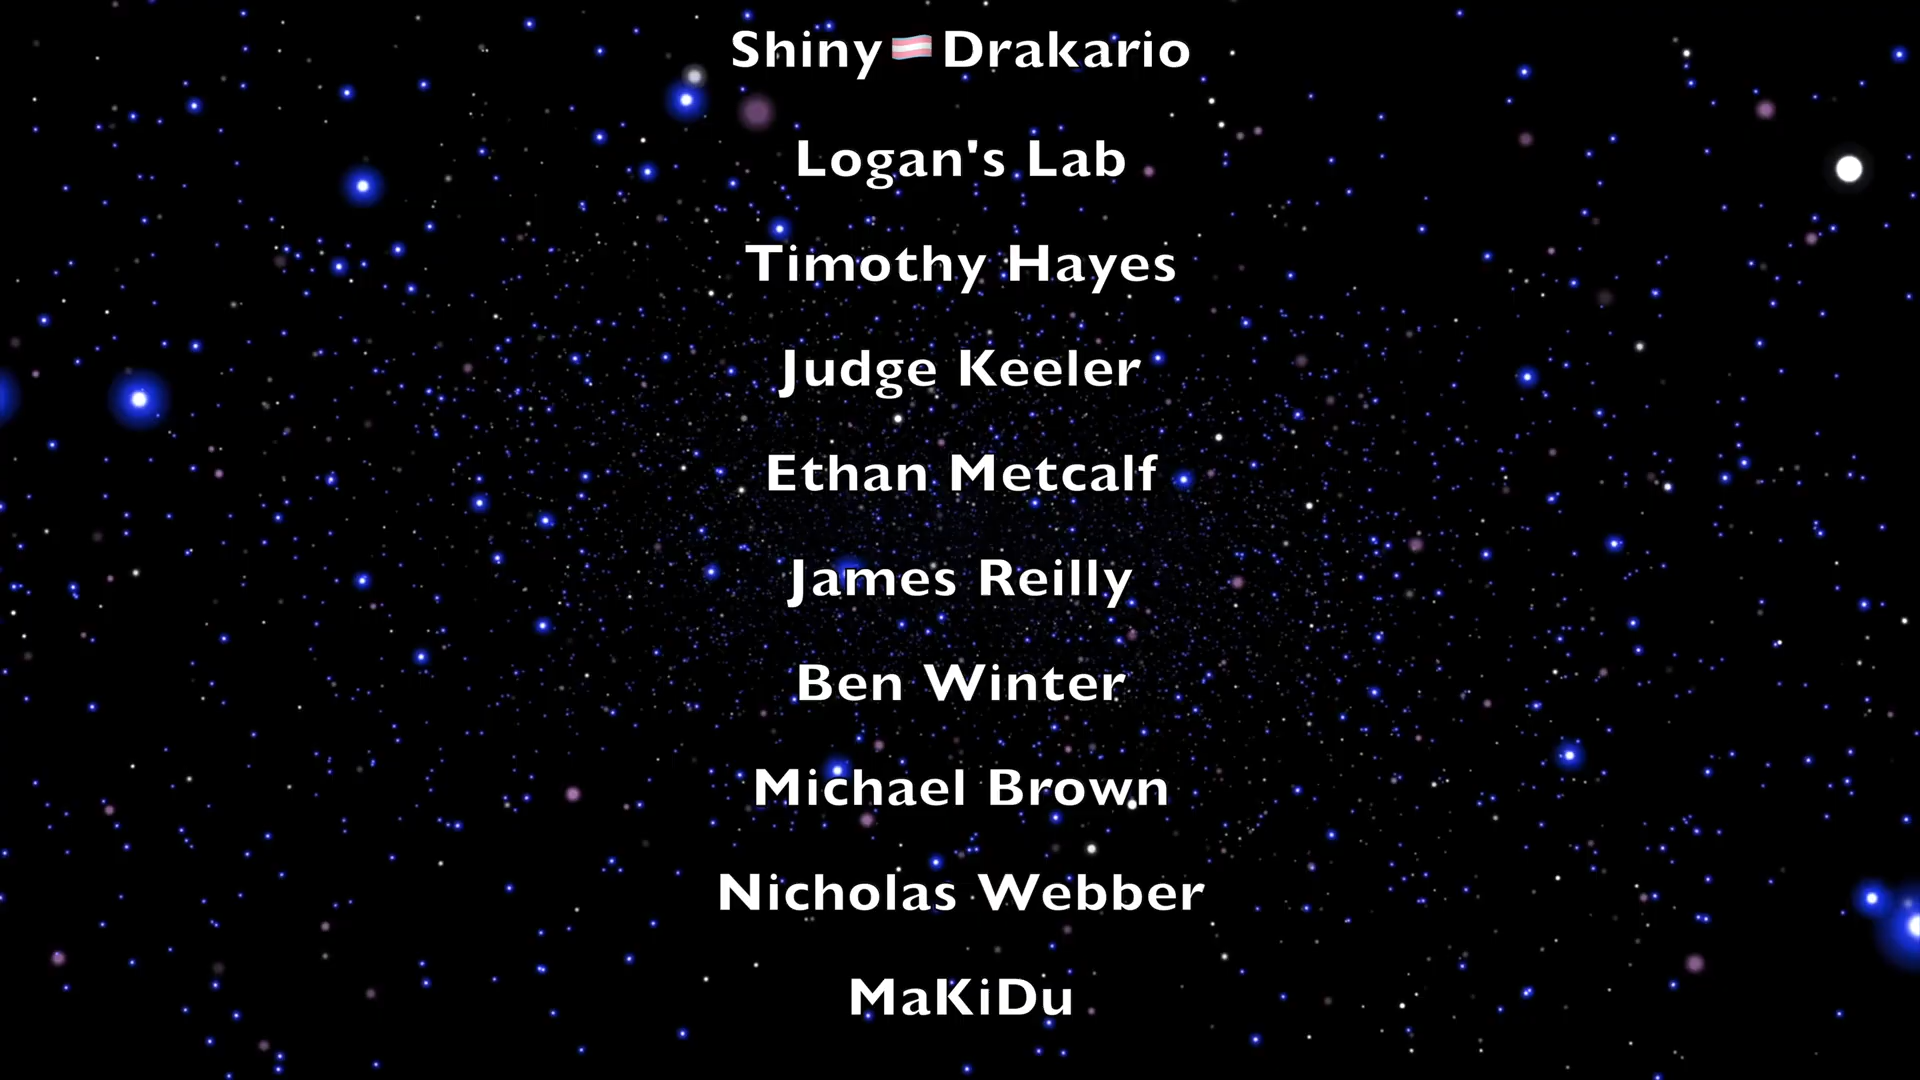 Shiny🏳️‍⚧️Drakario
Logan's Lab
Timothy Hayes
Judge Keeler
Ethan Metcalf
James Reilly
Ben Winter
Michael Brown
Nicholas Webber
MaKiDu